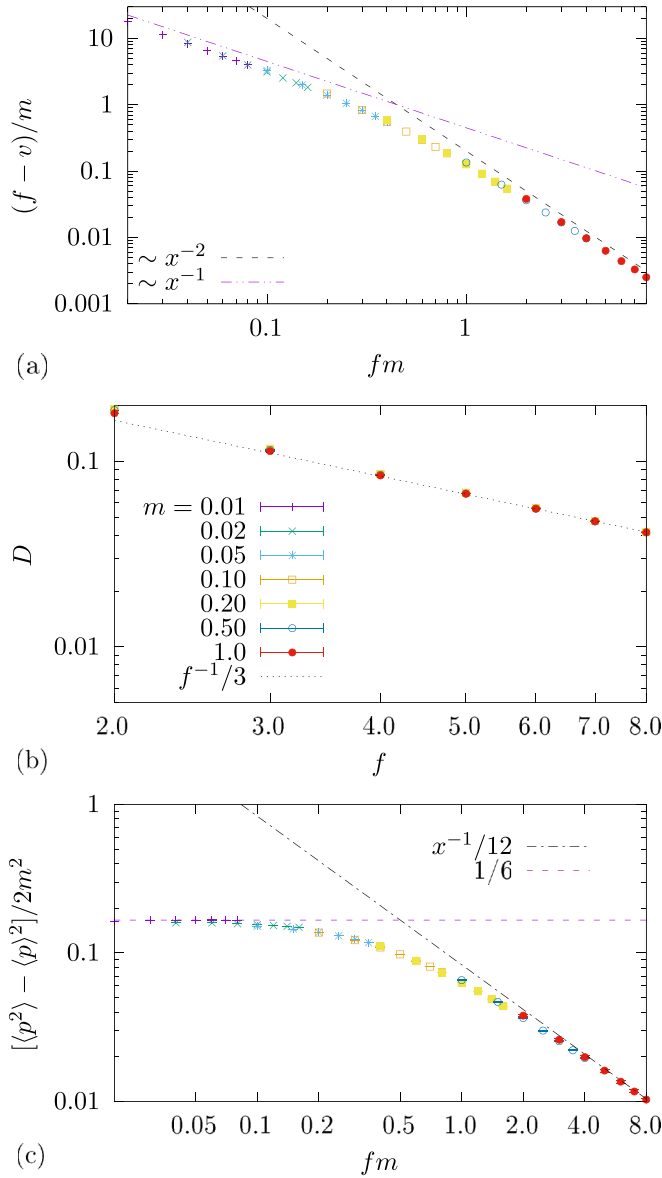 10
1
0.1
0.01
0.001
(f − v)/m
∼ x⁻²
∼ x⁻¹
0.1 1
(a) fm
0.1
0.01
D
m = 0.01
0.02
0.05
0.10
0.20
0.50
1.0
f⁻¹/3
2.0 3.0 4.0 5.0 6.0 7.0 8.0
(b) f
1
0.1
0.01
[⟨p²⟩ − ⟨p⟩²]/2m²
x⁻¹/12
1/6
0.05 0.1 0.2 0.5 1.0 2.0 4.0 8.0
(c) fm